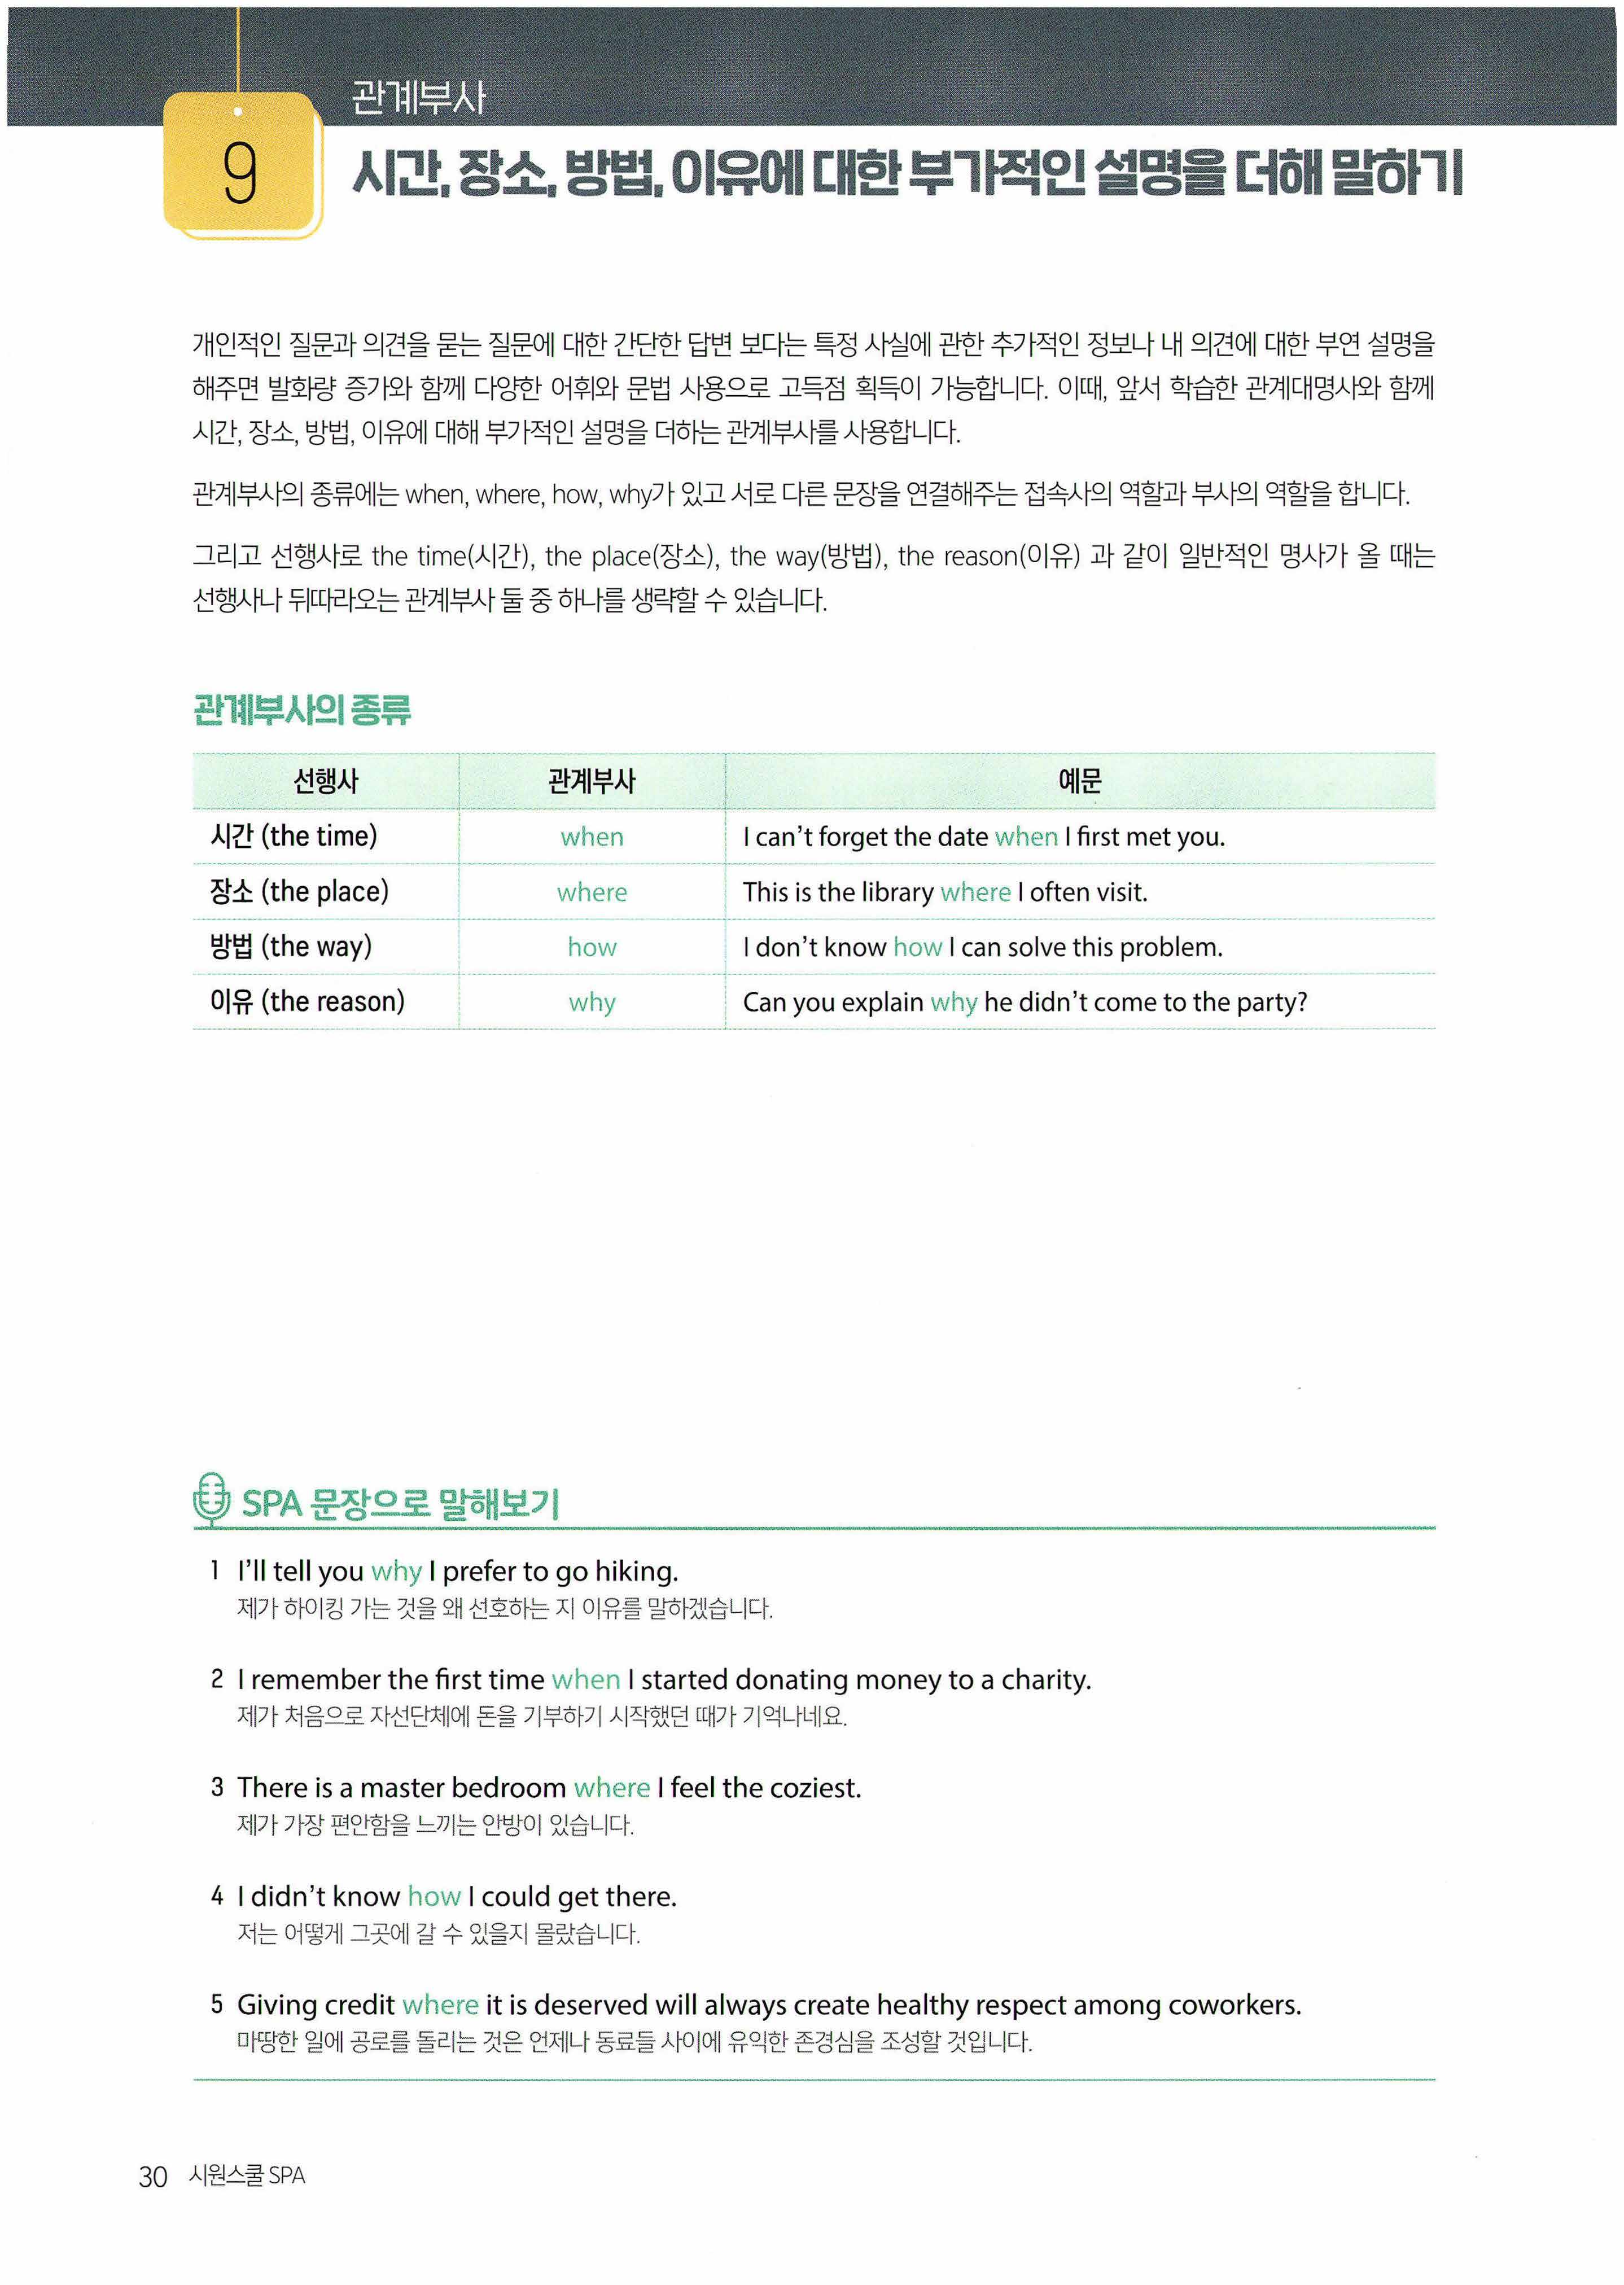 관계부사
9
시간, 장소, 방법, 이유에 대한 부가적인 설명을 더해 말하기
개인적인 질문과 의견을 묻는 질문에 대한 간단한 답변 보다는 특정 사실에 관한 추가적인 정보나 내 의견에 대한 부연 설명을
해주면 발화량 증가와 함께 다양한 어휘와 문법 사용으로 고득점 획득이 가능합니다. 이때, 앞서 학습한 관계대명사와 함께
시간, 장소, 방법, 이유에 대해 부가적인 설명을 더하는 관계부사를 사용합니다.
관계부사의 종류에는 when, where, how, why가 있고 서로 다른 문장을 연결해주는 접속사의 역할과 부사의 역할을 합니다.
그리고 선행사로 the time(시간), the place(장소), the way(방법), the reason(이유) 과 같이 일반적인 명사가 올 때는
선행사나 뒤따라오는 관계부사 둘 중 하나를 생략할 수 있습니다.
관계부사의 종류
선행사 관계부사 예문
시간 (the time) when I can't forget the date when I first met you.
장소 (the place) where This is the library where I often visit.
방법 (the way) how I don't know how I can solve this problem.
이유 (the reason) why Can you explain why he didn't come to the party?
SPA 문장으로 말해보기
1 I'll tell you why I prefer to go hiking.
제가 하이킹 가는 것을 왜 선호하는 지 이유를 말하겠습니다.
2 I remember the first time when I started donating money to a charity.
제가 처음으로 자선단체에 돈을 기부하기 시작했던 때가 기억나네요.
3 There is a master bedroom where I feel the coziest.
제가 가장 편안함을 느끼는 안방이 있습니다.
4 I didn't know how I could get there.
저는 어떻게 그곳에 갈 수 있을지 몰랐습니다.
5 Giving credit where it is deserved will always create healthy respect among coworkers.
마땅한 일에 공로를 돌리는 것은 언제나 동료들 사이에 유익한 존경심을 조성할 것입니다.
30 시원스쿨 SPA